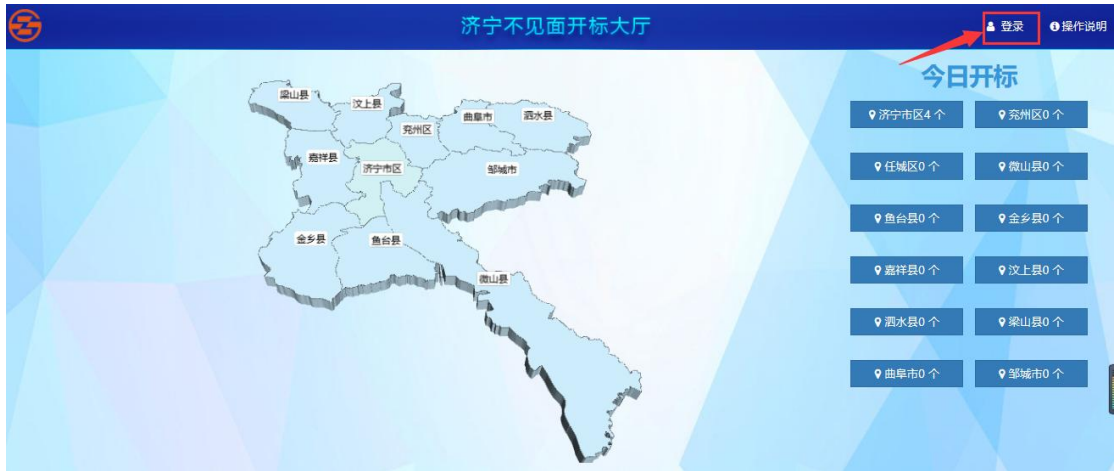 济宁不见面开标大厅
登录
操作说明
今日开标
济宁市区4 个
兖州区0 个
任城区0 个
微山县0 个
鱼台县0 个
金乡县0 个
嘉祥县0 个
汶上县0 个
泗水县0 个
梁山县0 个
曲阜市0 个
邹城市0 个
梁山县
汶上县
兖州区
曲阜市
泗水县
嘉祥县
济宁市区
邹城市
金乡县
鱼台县
微山县